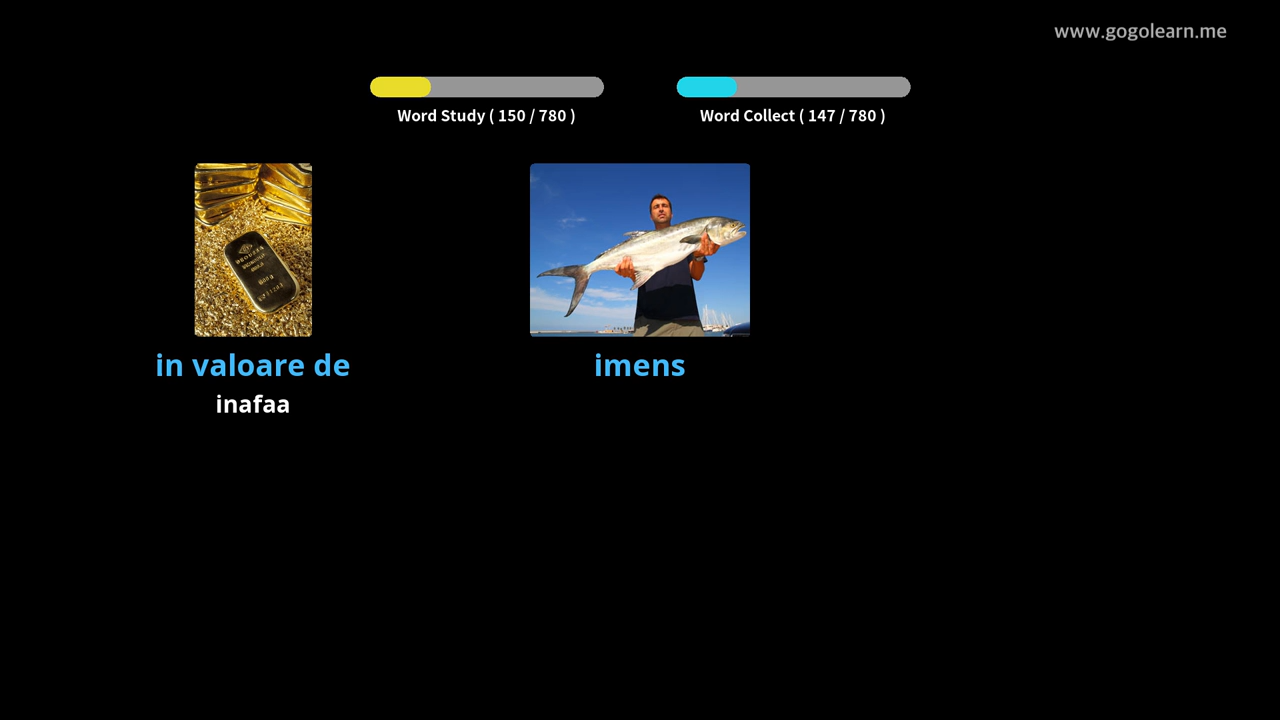 www.gogolearn.me
Word Study ( 150 / 780 )
Word Collect ( 147 / 780 )
in valoare de
imens
inafaa